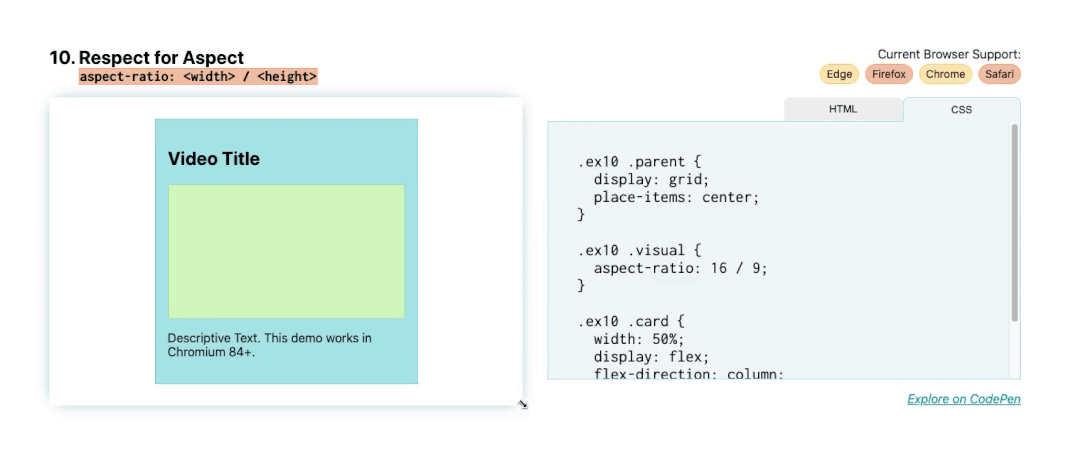 10. Respect for Aspect
aspect-ratio: <width> / <height>
Current Browser Support:
Edge Firefox Chrome Safari
Video Title
Descriptive Text. This demo works in
Chromium 84+.
HTML CSS
.ex10 .parent {
  display: grid;
  place-items: center;
}
.ex10 .visual {
  aspect-ratio: 16 / 9;
}
.ex10 .card {
  width: 50%;
  display: flex;
  flex-direction: column;
Explore on CodePen